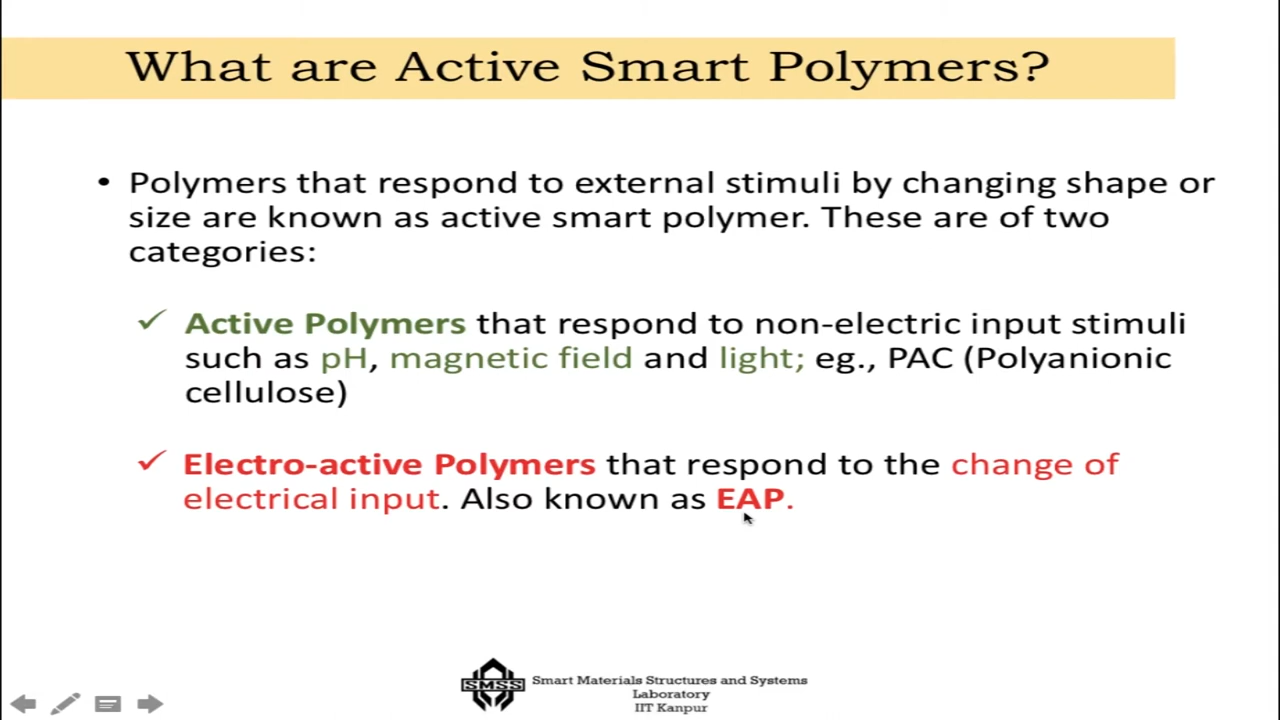 What are Active Smart Polymers?
• Polymers that respond to external stimuli by changing shape or
size are known as active smart polymer. These are of two
categories:
✓ Active Polymers that respond to non-electric input stimuli
such as pH, magnetic field and light; eg., PAC (Polyanionic
cellulose)
✓ Electro-active Polymers that respond to the change of
electrical input. Also known as EAP.
SMSS
Smart Materials Structures and Systems
Laboratory
IIT Kanpur